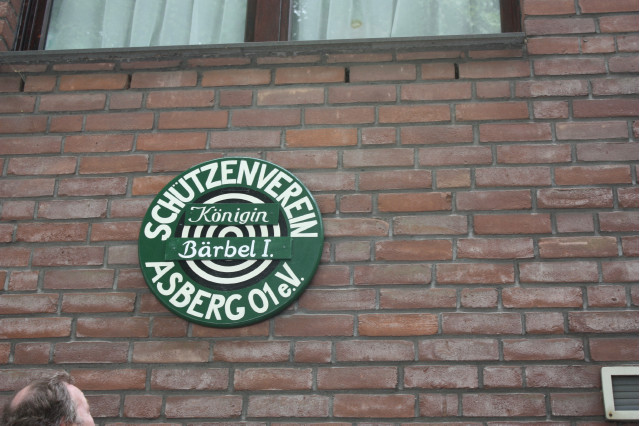 SCHÜTZENVEREIN
Königin
Bärbel I.
ASBERG 01 e.V.